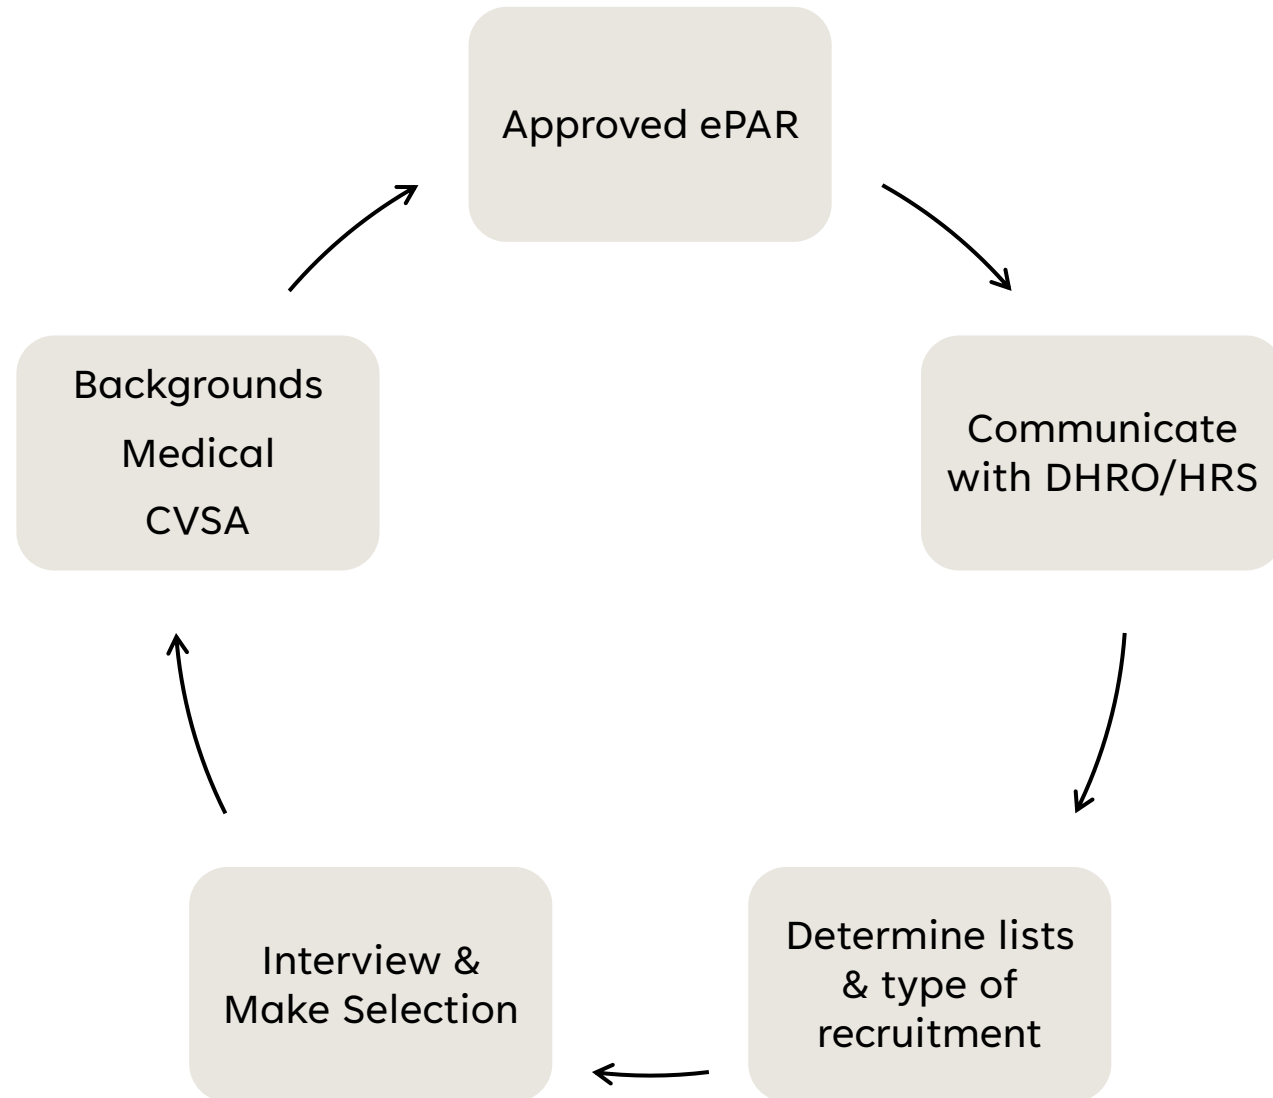 Approved ePAR
Communicate
with DHRO/HRS
Determine lists
& type of
recruitment
Interview &
Make Selection
Backgrounds
Medical
CVSA